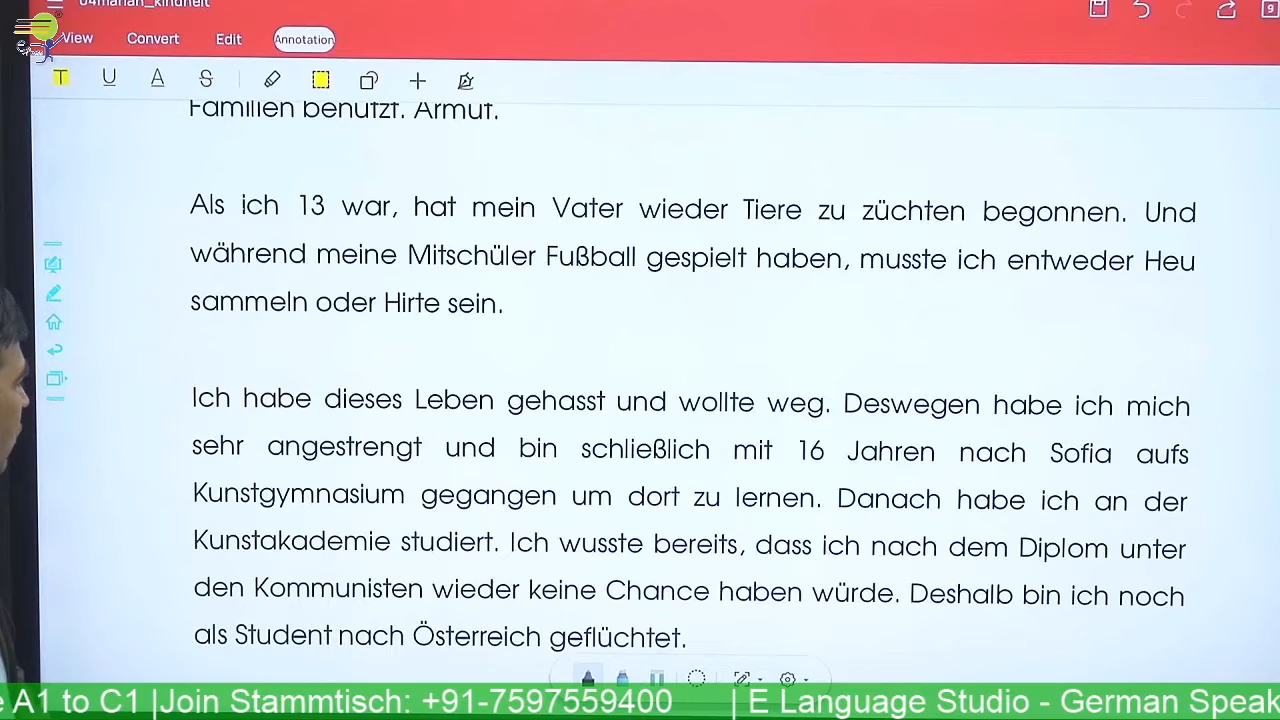 04marian_kindheit
View Convert Edit Annotation
9
T U A S
Familien benutzt. Armut.
Als ich 13 war, hat mein Vater wieder Tiere zu züchten begonnen. Und
während meine Mitschüler Fußball gespielt haben, musste ich entweder Heu
sammeln oder Hirte sein.
Ich habe dieses Leben gehasst und wollte weg. Deswegen habe ich mich
sehr angestrengt und bin schließlich mit 16 Jahren nach Sofia aufs
Kunstgymnasium gegangen um dort zu lernen. Danach habe ich an der
Kunstakademie studiert. Ich wusste bereits, dass ich nach dem Diplom unter
den Kommunisten wieder keine Chance haben würde. Deshalb bin ich noch
als Student nach Österreich geflüchtet.
e A1 to C1 |Join Stammtisch: +91-7597559400 | E Language Studio - German Speak